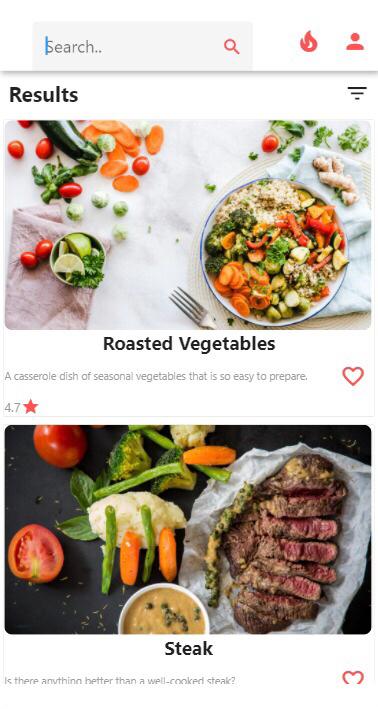 Search..
Results
Roasted Vegetables
A casserole dish of seasonal vegetables that is so easy to prepare.
4.7
Steak
Is there anything better than a well-cooked steak?